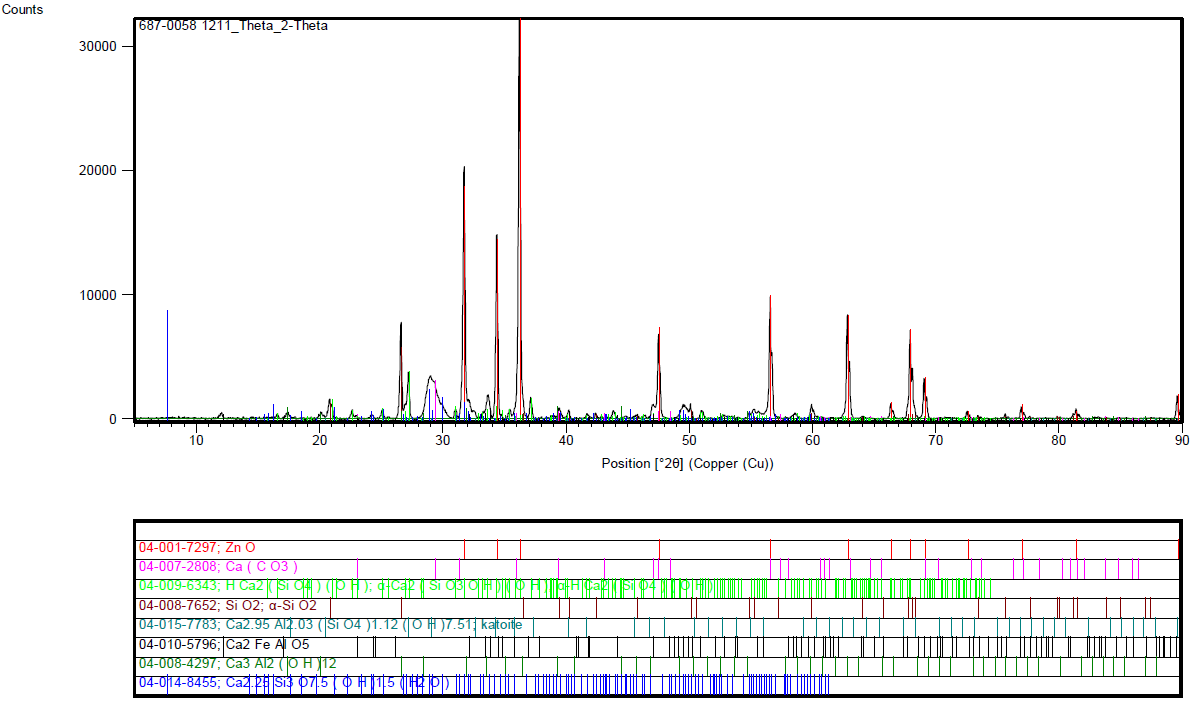 Counts
687-0058 1211_Theta_2-Theta
30000
20000
10000
0
10 20 30 40 50 60 70 80 90
Position [°2θ] (Copper (Cu))
04-001-7297; Zn O
04-007-2808; Ca ( C O3 )
04-009-6343; H Ca2 ( Si O4 ) ( O H ); α-Ca2 ( Si O3 O H ) ( O H ); α-H Ca2 ( Si O4 ) ( O H )
04-008-7652; Si O2; α-Si O2
04-015-7783; Ca2.95 Al2.03 ( Si O4 )1.12 ( O H )7.51; katoite
04-010-5796; Ca2 Fe Al O5
04-008-4297; Ca3 Al2 ( O H )12
04-014-8455; Ca2.25 Si3 O7.5 ( O H )1.5 ( H2 O )